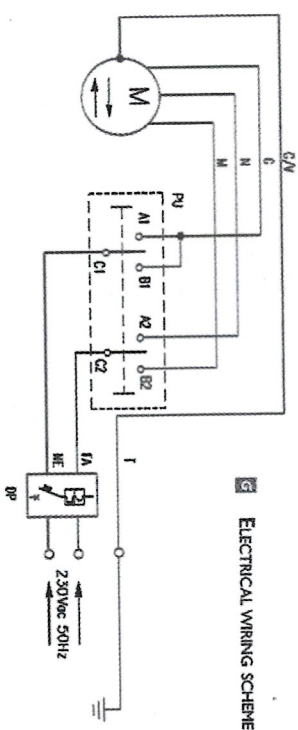 G ELECTRICAL WIRING SCHEME
G/V
G
N
M
M
PU
A1
B1
C1
A2
B2
C2
T
FA
NE
DP
230Vac 50Hz